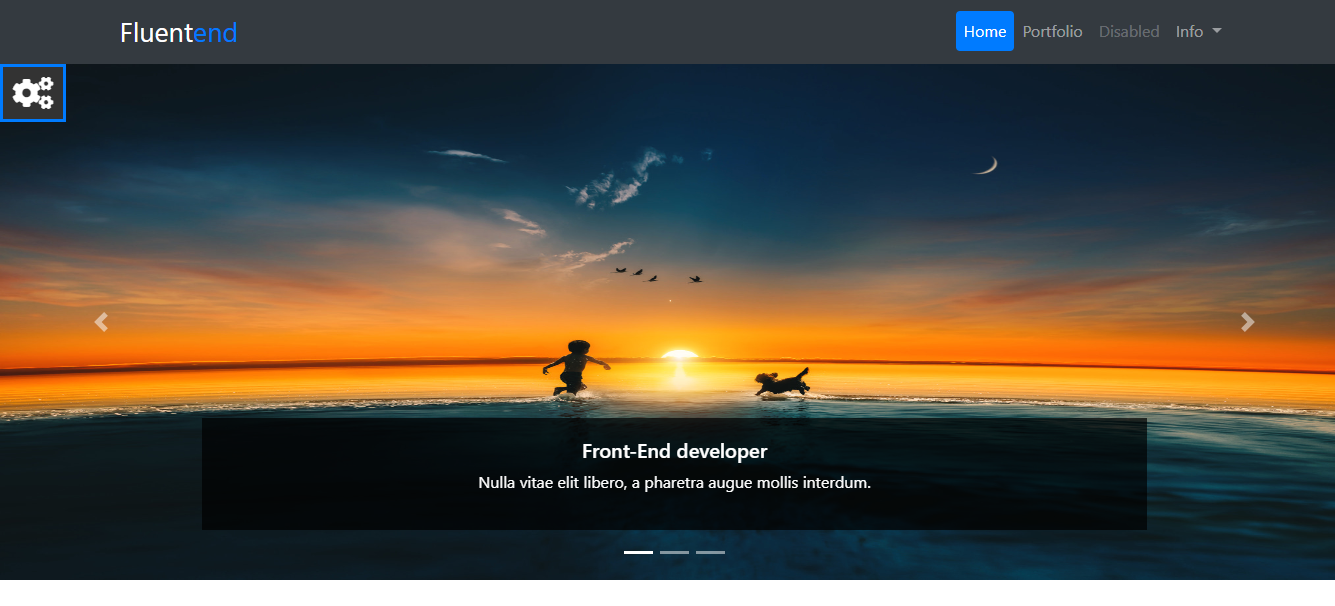 Fluentend
Home Portfolio Disabled Info
Front-End developer
Nulla vitae elit libero, a pharetra augue mollis interdum.